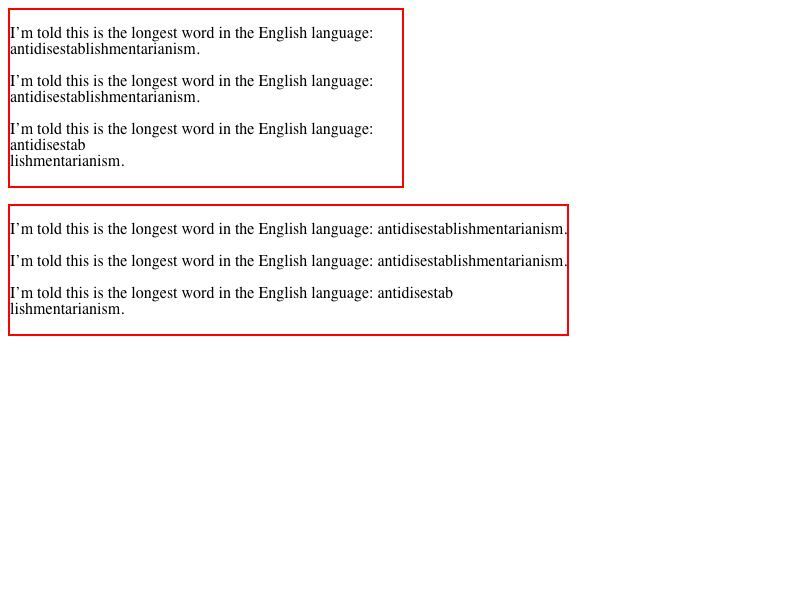 I’m told this is the longest word in the English language:
antidisestablishmentarianism.
I’m told this is the longest word in the English language:
antidisestablishmentarianism.
I’m told this is the longest word in the English language:
antidisestab
lishmentarianism.
I’m told this is the longest word in the English language: antidisestablishmentarianism.
I’m told this is the longest word in the English language: antidisestablishmentarianism.
I’m told this is the longest word in the English language: antidisestab
lishmentarianism.